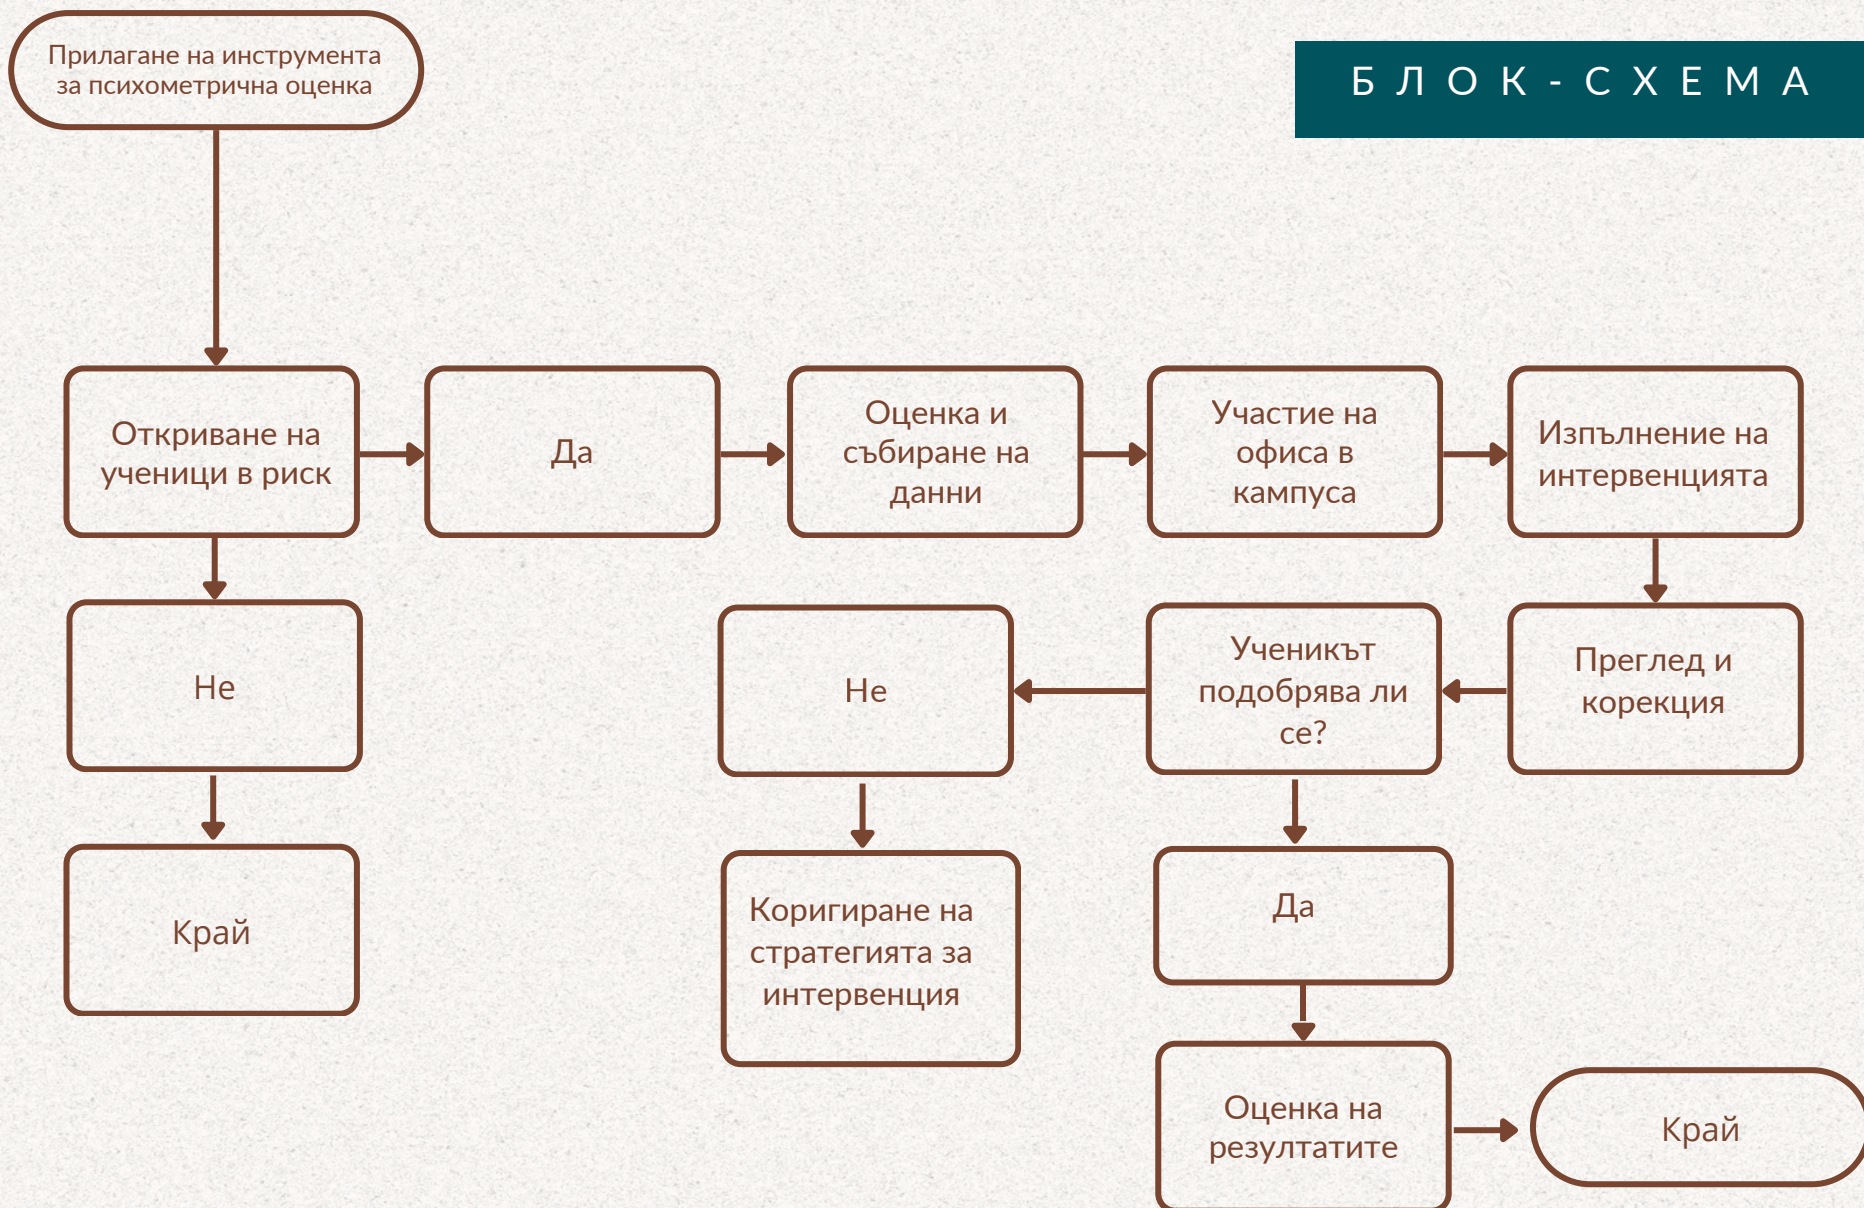 Прилагане на инструмента
за психометрична оценка
БЛОК-СХЕМА
Откриване на
ученици в риск
Да
Оценка и
събиране на
данни
Участие на
офиса в
кампуса
Изпълнение на
интервенцията
Не
Не
Ученикът
подобрява ли
се?
Преглед и
корекция
Край
Коригиране на
стратегията за
интервенция
Да
Оценка на
резултатите
Край